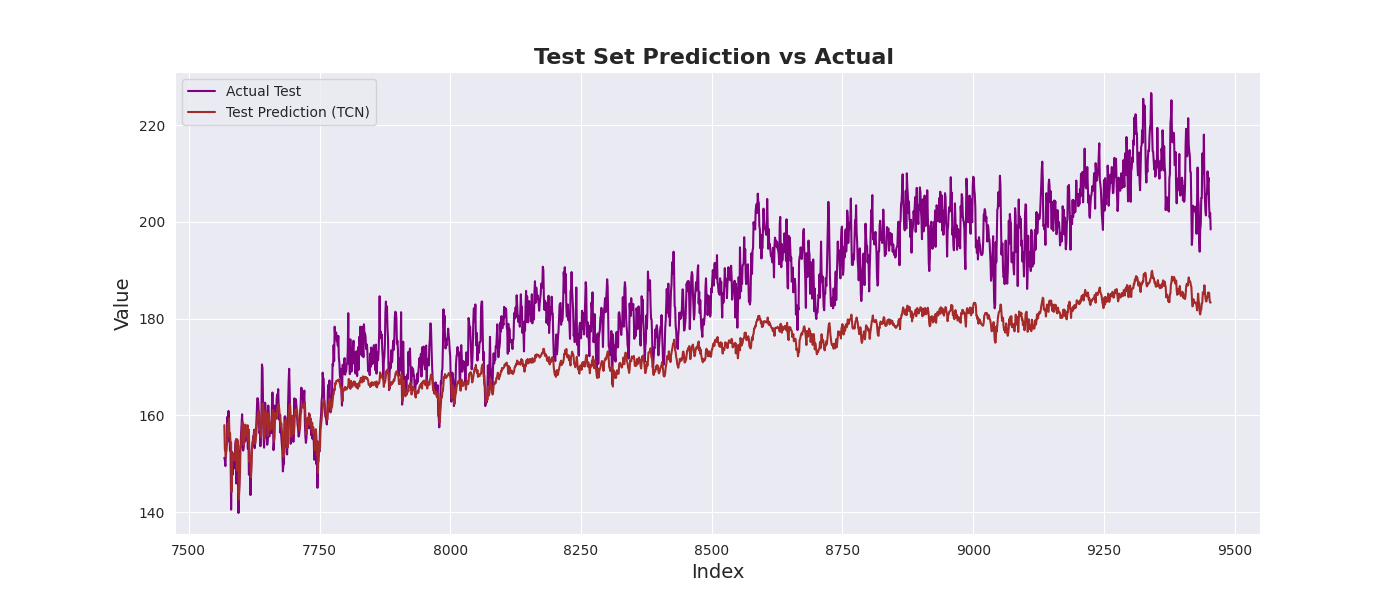 Test Set Prediction vs Actual
Actual Test
Test Prediction (TCN)
Value
220
200
180
160
140
7500 7750 8000 8250 8500 8750 9000 9250 9500
Index